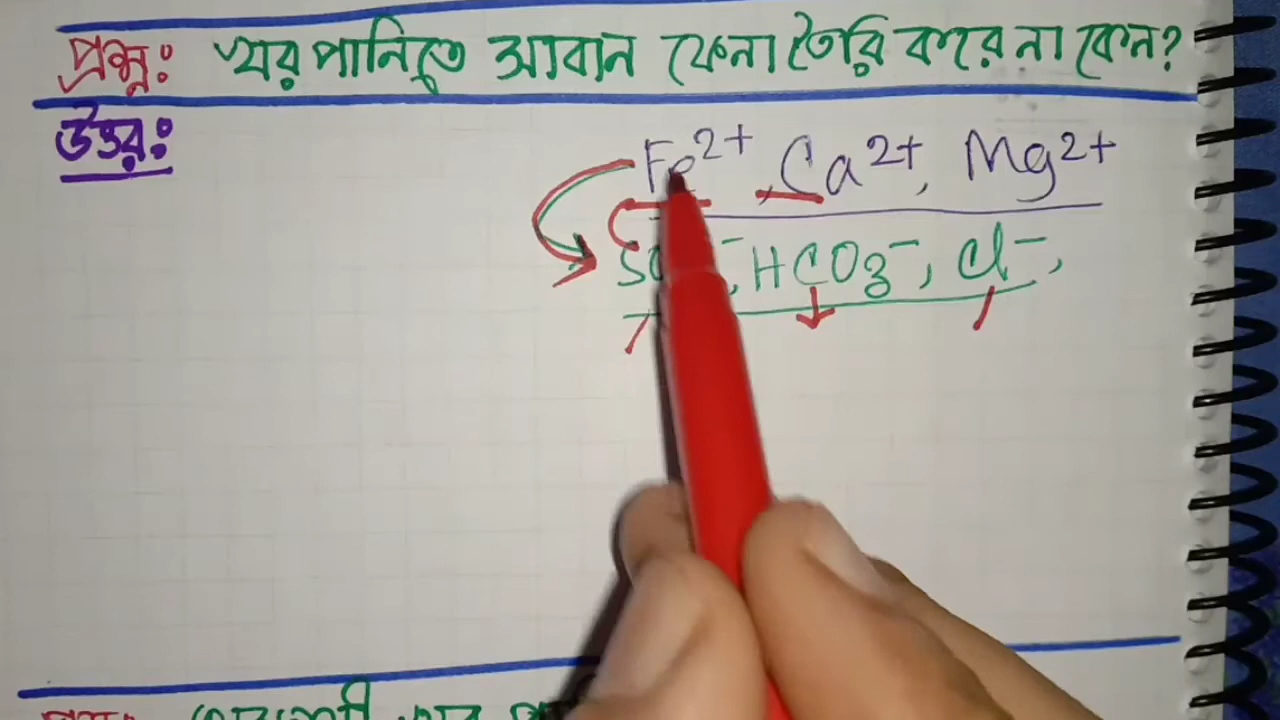 প্রশ্ন: খর পানিতে সাবান ফেনা তৈরি করে না কেন?
উত্তর:
Fe2+, Ca2+, Mg2+
HCO3-, Cl-,